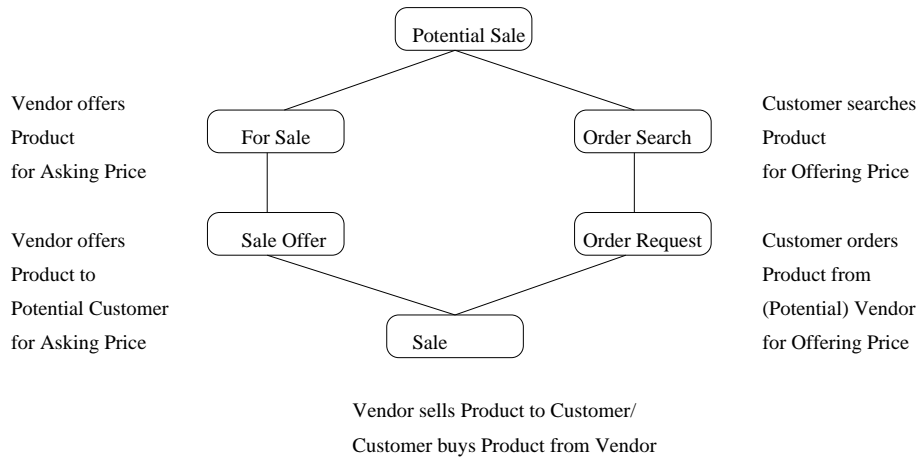 Potential Sale
Vendor offers
Product
for Asking Price
For Sale
Order Search
Customer searches
Product
for Offering Price
Vendor offers
Product to
Potential Customer
for Asking Price
Sale Offer
Order Request
Customer orders
Product from
(Potential) Vendor
for Offering Price
Sale
Vendor sells Product to Customer/
Customer buys Product from Vendor